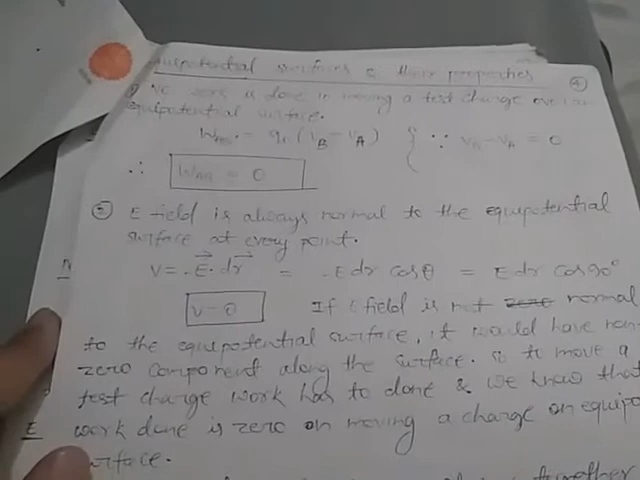 equipotential surfaces & their properties ④
No work is done in moving a test charge over an
equipotential surface.
= q₀ (V_B - V_A) { ∵ V_B - V_A = 0
∴ W_AB = 0
② E field is always normal to the equipotential
surface at every point.
V = -E⃗. dr⃗ = -E dr cosθ = E dr cos90°
V=0 If E field is not normal
to the equipotential surface, it would have non
zero component along the surface. so to move a
test charge work has to done & we know that
work done is zero on moving a charge on equipo
E
surface.
together